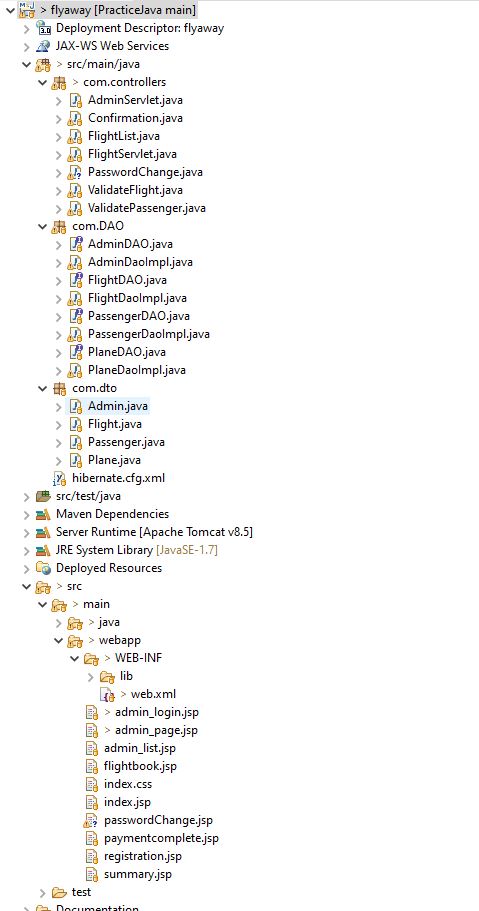 > flyaway [PracticeJava main]
Deployment Descriptor: flyaway
JAX-WS Web Services
> src/main/java
> com.controllers
AdminServlet.java
Confirmation.java
FlightList.java
FlightServlet.java
PasswordChange.java
ValidateFlight.java
ValidatePassenger.java
com.DAO
AdminDAO.java
AdminDaoImpl.java
FlightDAO.java
FlightDaoImpl.java
PassengerDAO.java
PassengerDaoImpl.java
PlaneDAO.java
PlaneDaoImpl.java
com.dto
Admin.java
Flight.java
Passenger.java
Plane.java
hibernate.cfg.xml
src/test/java
Maven Dependencies
Server Runtime [Apache Tomcat v8.5]
JRE System Library [JavaSE-1.7]
Deployed Resources
> src
> main
> java
> webapp
> WEB-INF
> lib
> web.xml
> admin_login.jsp
> admin_page.jsp
admin_list.jsp
flightbook.jsp
index.css
index.jsp
passwordChange.jsp
paymentcomplete.jsp
registration.jsp
summary.jsp
test
Documentation